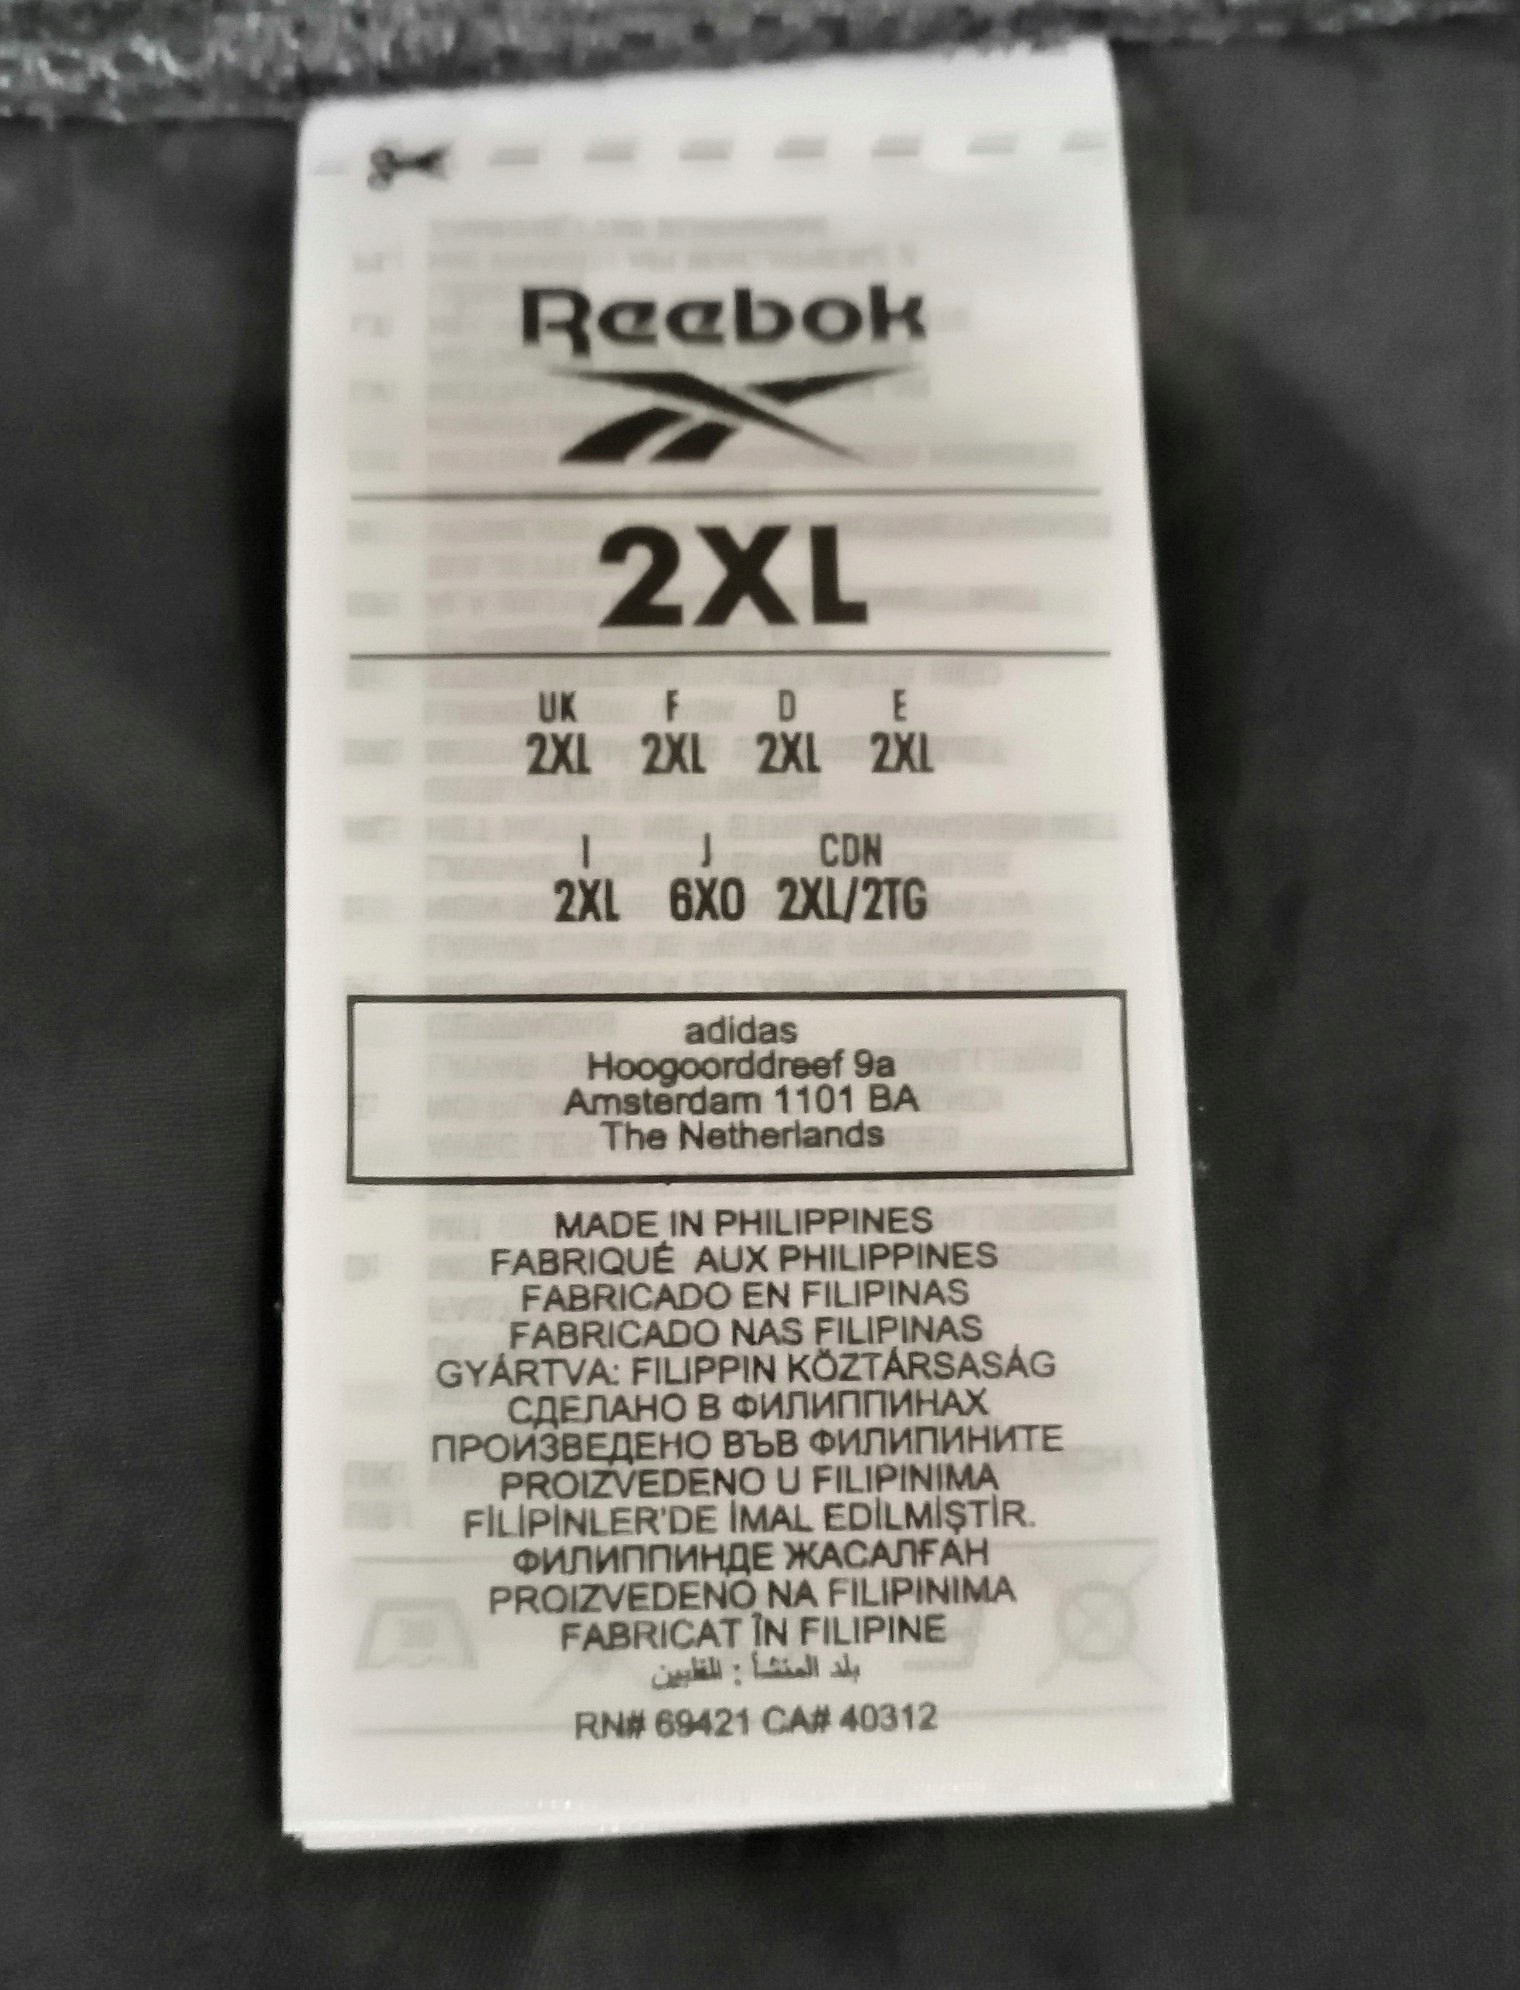 Reebok
2XL
UK F D E
2XL 2XL 2XL 2XL
I J CDN
2XL 6XO 2XL/2TG
adidas
Hoogoorddreef 9a
Amsterdam 1101 BA
The Netherlands
MADE IN PHILIPPINES
FABRIQUÉ AUX PHILIPPINES
FABRICADO EN FILIPINAS
FABRICADO NAS FILIPINAS
GYÁRTVA: FILIPPIN KÖZTÁRSASÁG
СДЕЛАНО В ФИЛИППИНАХ
ПРОИЗВЕДЕНО ВЪВ ФИЛИПИНИТЕ
PROIZVEDENO U FILIPINIMA
FİLİPİNLER'DE İMAL EDİLMİŞTİR.
ФИЛИППИНДЕ ЖАСАЛҒАН
PROIZVEDENO NA FILIPINIMA
FABRICAT ÎN FILIPINE
بلد المنشأ :
RN# 69421 CA# 40312